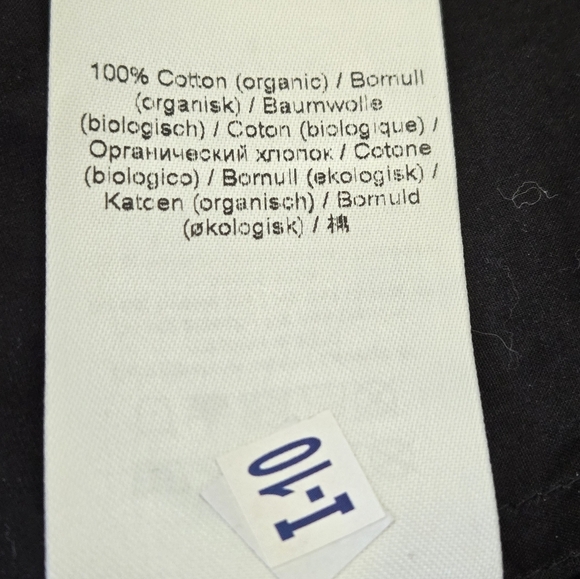 100% Cotton (organic) / Bomull
(organisk) / Baumwolle
(biologisch) / Coton (biologique) /
Органический хлопок / Cotone
(biologico) / Bomull (økologisk) /
Katoen (organisch) / Bomuld
(økologisk) / 棉
I-10